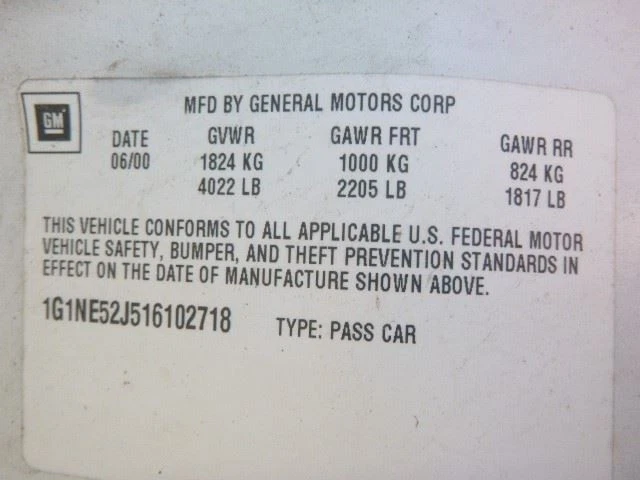 GM
MFD BY GENERAL MOTORS CORP
DATE GVWR GAWR FRT GAWR RR
06/00 1824 KG 1000 KG 824 KG
4022 LB 2205 LB 1817 LB
THIS VEHICLE CONFORMS TO ALL APPLICABLE U.S. FEDERAL MOTOR
VEHICLE SAFETY, BUMPER, AND THEFT PREVENTION STANDARDS IN
EFFECT ON THE DATE OF MANUFACTURE SHOWN ABOVE.
1G1NE52J516102718 TYPE: PASS CAR